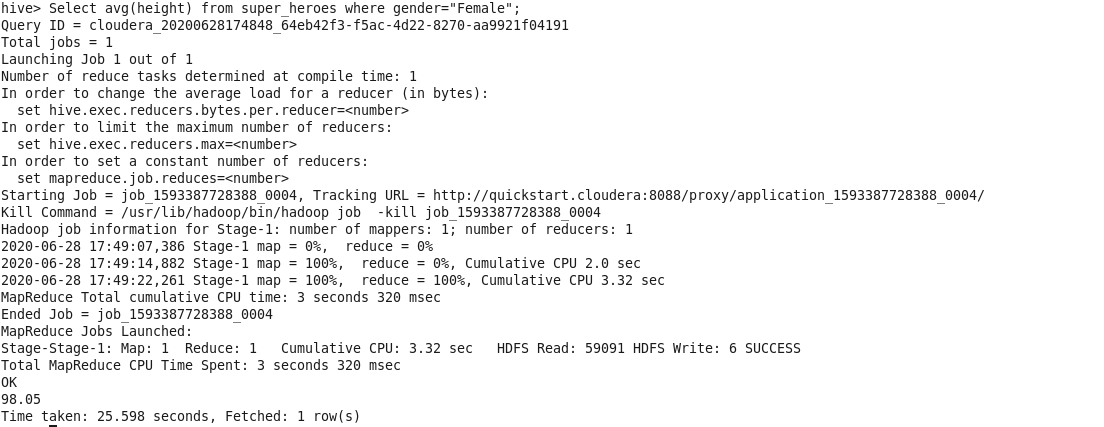 hive> Select avg(height) from super_heroes where gender="Female";
Query ID = cloudera_20200628174848_64eb42f3-f5ac-4d22-8270-aa9921f04191
Total jobs = 1
Launching Job 1 out of 1
Number of reduce tasks determined at compile time: 1
In order to change the average load for a reducer (in bytes):
  set hive.exec.reducers.bytes.per.reducer=<number>
In order to limit the maximum number of reducers:
  set hive.exec.reducers.max=<number>
In order to set a constant number of reducers:
  set mapreduce.job.reduces=<number>
Starting Job = job_1593387728388_0004, Tracking URL = http://quickstart.cloudera:8088/proxy/application_1593387728388_0004/
Kill Command = /usr/lib/hadoop/bin/hadoop job  -kill job_1593387728388_0004
Hadoop job information for Stage-1: number of mappers: 1; number of reducers: 1
2020-06-28 17:49:07,386 Stage-1 map = 0%,  reduce = 0%
2020-06-28 17:49:14,882 Stage-1 map = 100%,  reduce = 0%, Cumulative CPU 2.0 sec
2020-06-28 17:49:22,261 Stage-1 map = 100%,  reduce = 100%, Cumulative CPU 3.32 sec
MapReduce Total cumulative CPU time: 3 seconds 320 msec
Ended Job = job_1593387728388_0004
MapReduce Jobs Launched:
Stage-Stage-1: Map: 1  Reduce: 1   Cumulative CPU: 3.32 sec   HDFS Read: 59091 HDFS Write: 6 SUCCESS
Total MapReduce CPU Time Spent: 3 seconds 320 msec
OK
98.05
Time taken: 25.598 seconds, Fetched: 1 row(s)